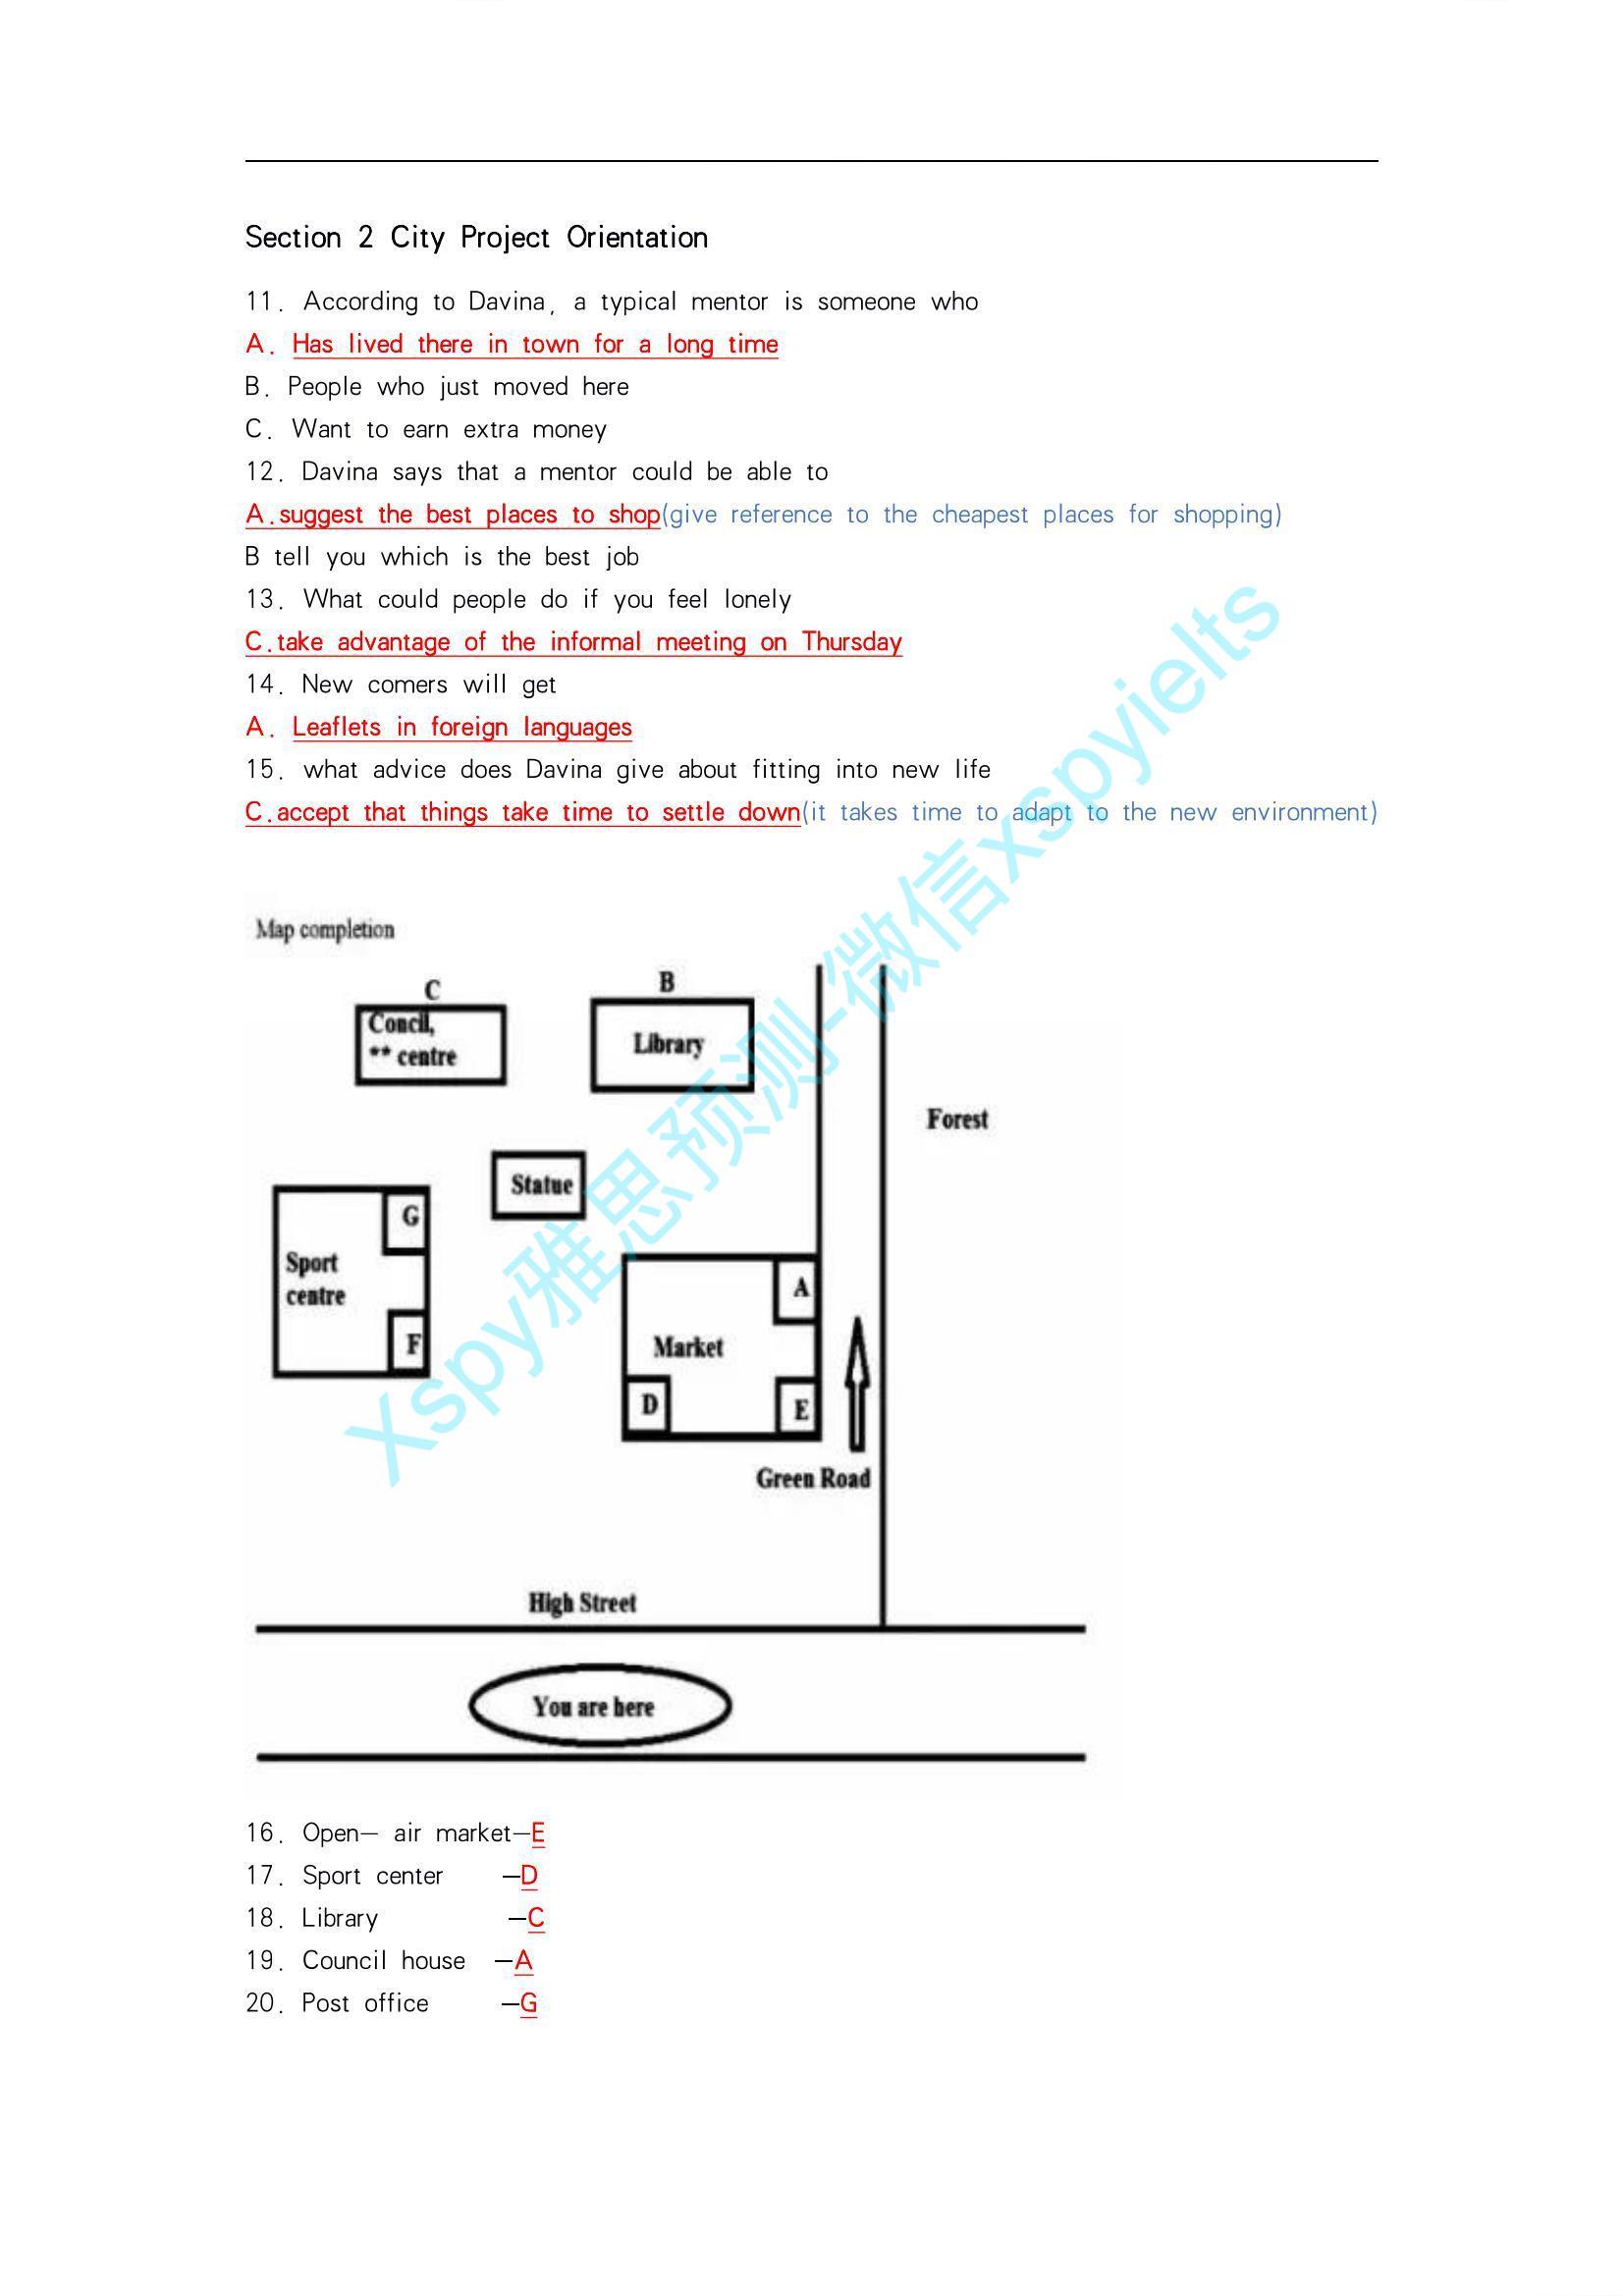 Section 2 City Project Orientation
11. According to Davina, a typical mentor is someone who
A. Has lived there in town for a long time
B. People who just moved here
C. Want to earn extra money
12. Davina says that a mentor could be able to
A.suggest the best places to shop(give reference to the cheapest places for shopping)
B tell you which is the best job
13. What could people do if you feel lonely
C.take advantage of the informal meeting on Thursday
14. New comers will get
A. Leaflets in foreign languages
15. what advice does Davina give about fitting into new life
C.accept that things take time to settle down(it takes time to adapt to the new environment)
Map completion
C
B
Concil,
** centre
Library
Forest
Statue
G
Sport
centre
F
A
Market
D
E
Green Road
High Street
You are here
Xspy雅思预测-微信xspyielts
16. Open— air market—E
17. Sport center —D
18. Library —C
19. Council house —A
20. Post office —G